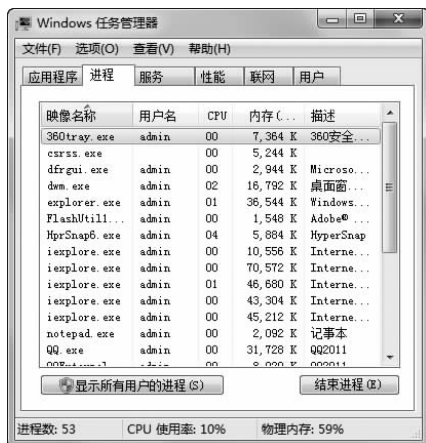 Windows 任务管理器
文件(F) 选项(O) 查看(V) 帮助(H)
应用程序 进程 服务 性能 联网 用户
映像名称 用户名 CPU 内存(... 描述
360tray.exe admin 00 7,364 K 360安全...
csrss.exe 00 5,244 K
dfrgui.exe admin 00 2,944 K Microso...
dwm.exe admin 02 16,792 K 桌面窗...
explorer.exe admin 01 36,544 K Windows...
FlashUtil1... admin 00 1,548 K Adobe® ...
HprSnap6.exe admin 04 5,884 K HyperSnap
iexplore.exe admin 00 10,556 K Interne...
iexplore.exe admin 00 70,572 K Interne...
iexplore.exe admin 01 46,680 K Interne...
iexplore.exe admin 00 43,304 K Interne...
iexplore.exe admin 00 45,212 K Interne...
notepad.exe admin 00 2,092 K 记事本
QQ.exe admin 00 31,728 K QQ2011
显示所有用户的进程(S) 结束进程(E)
进程数: 53 CPU 使用率: 10% 物理内存: 59%